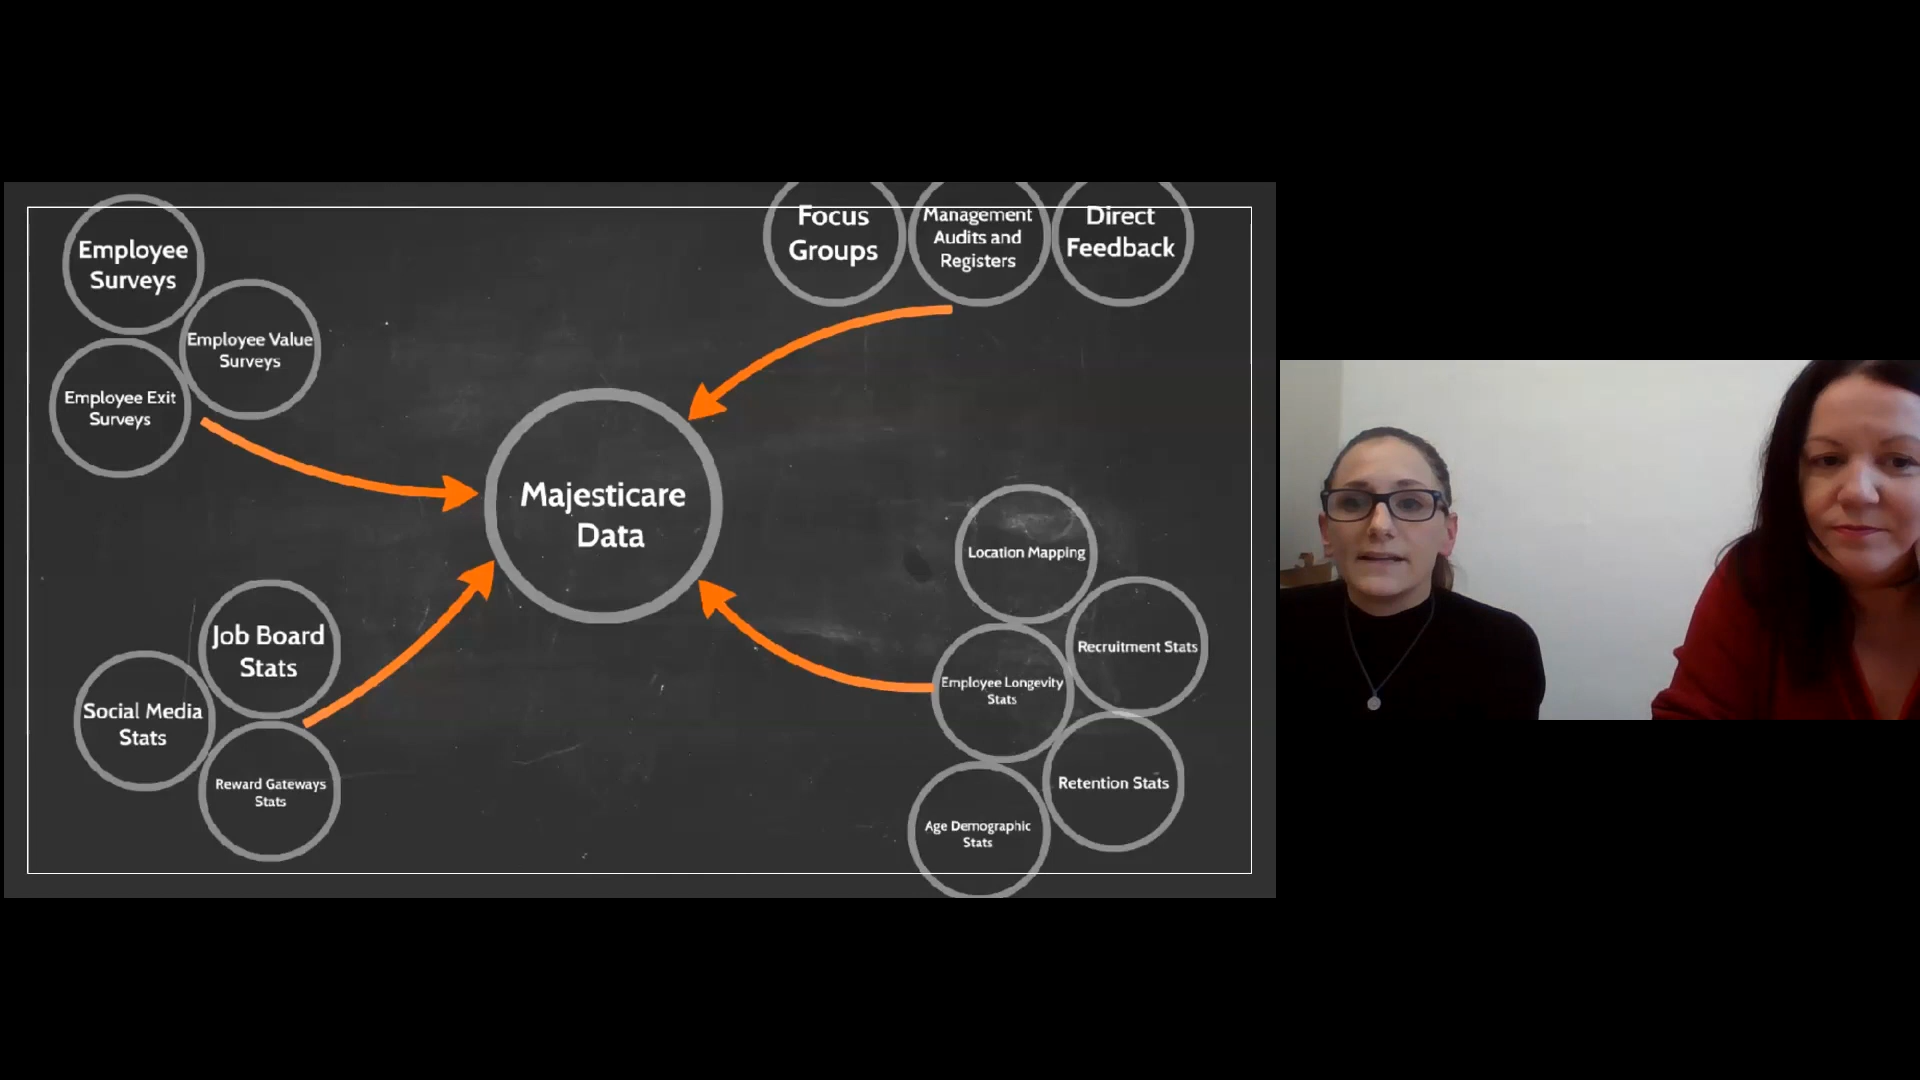 Employee
Surveys
Employee Value
Surveys
Employee Exit
Surveys
Focus
Groups
Management
Audits and
Registers
Direct
Feedback
Majesticare
Data
Location Mapping
Recruitment Stats
Employee Longevity
Stats
Retention Stats
Age Demographic
Stats
Job Board
Stats
Social Media
Stats
Reward Gateways
Stats